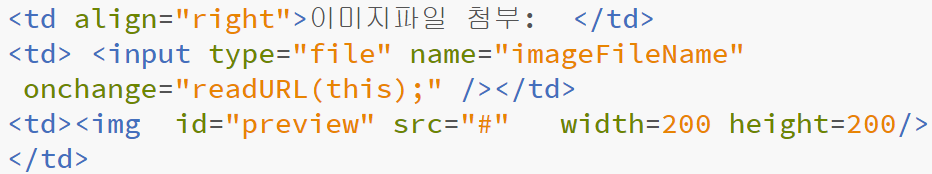 <td align="right">이미지파일 첨부:  </td>
<td> <input type="file" name="imageFileName"
 onchange="readURL(this);" /></td>
<td><img  id="preview" src="#"   width=200 height=200/>
</td>